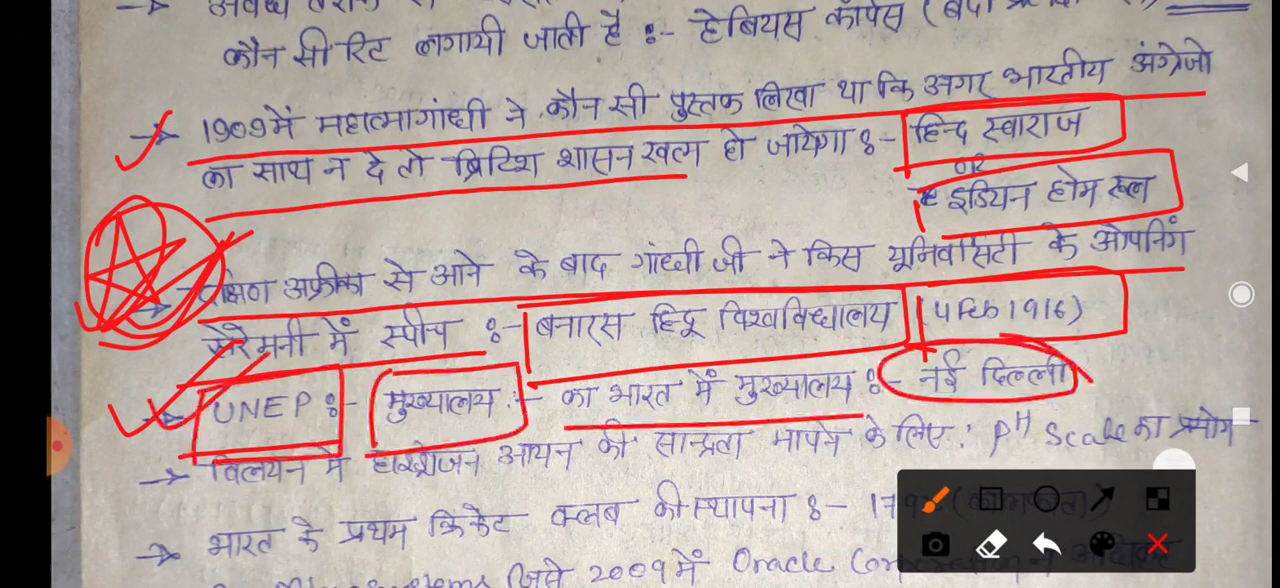 कौन सी रिट लगायी जाती है :- हेबियस कॉर्पस
→ 1909 में महात्मागांधी ने कौन सी पुस्तक लिखा था कि अगर भारतीय अंग्रेजो
का साथ न दे तो ब्रिटिश शासन खत्म हो जायेगा :- हिन्द स्वाराज
OR
इंडियन होम रूल
→ दक्षिण अफ्रीका से आने के बाद गांधी जी ने किस यूनिवर्सिटी के ओपनिंग
सेरेमनी में स्पीच :- बनारस हिंदू विश्वविद्यालय (4 Feb 1916)
→ UNEP :- मुख्यालय :- का भारत में मुख्यालय :- नई दिल्ली
→ विलयन में हाइड्रोजन आयन की सान्द्रता मापने के लिए : PH Scale का प्रयोग
→ भारत के प्रथम क्रिकेट क्लब की स्थापना :-
जिसे 2009 में Oracle